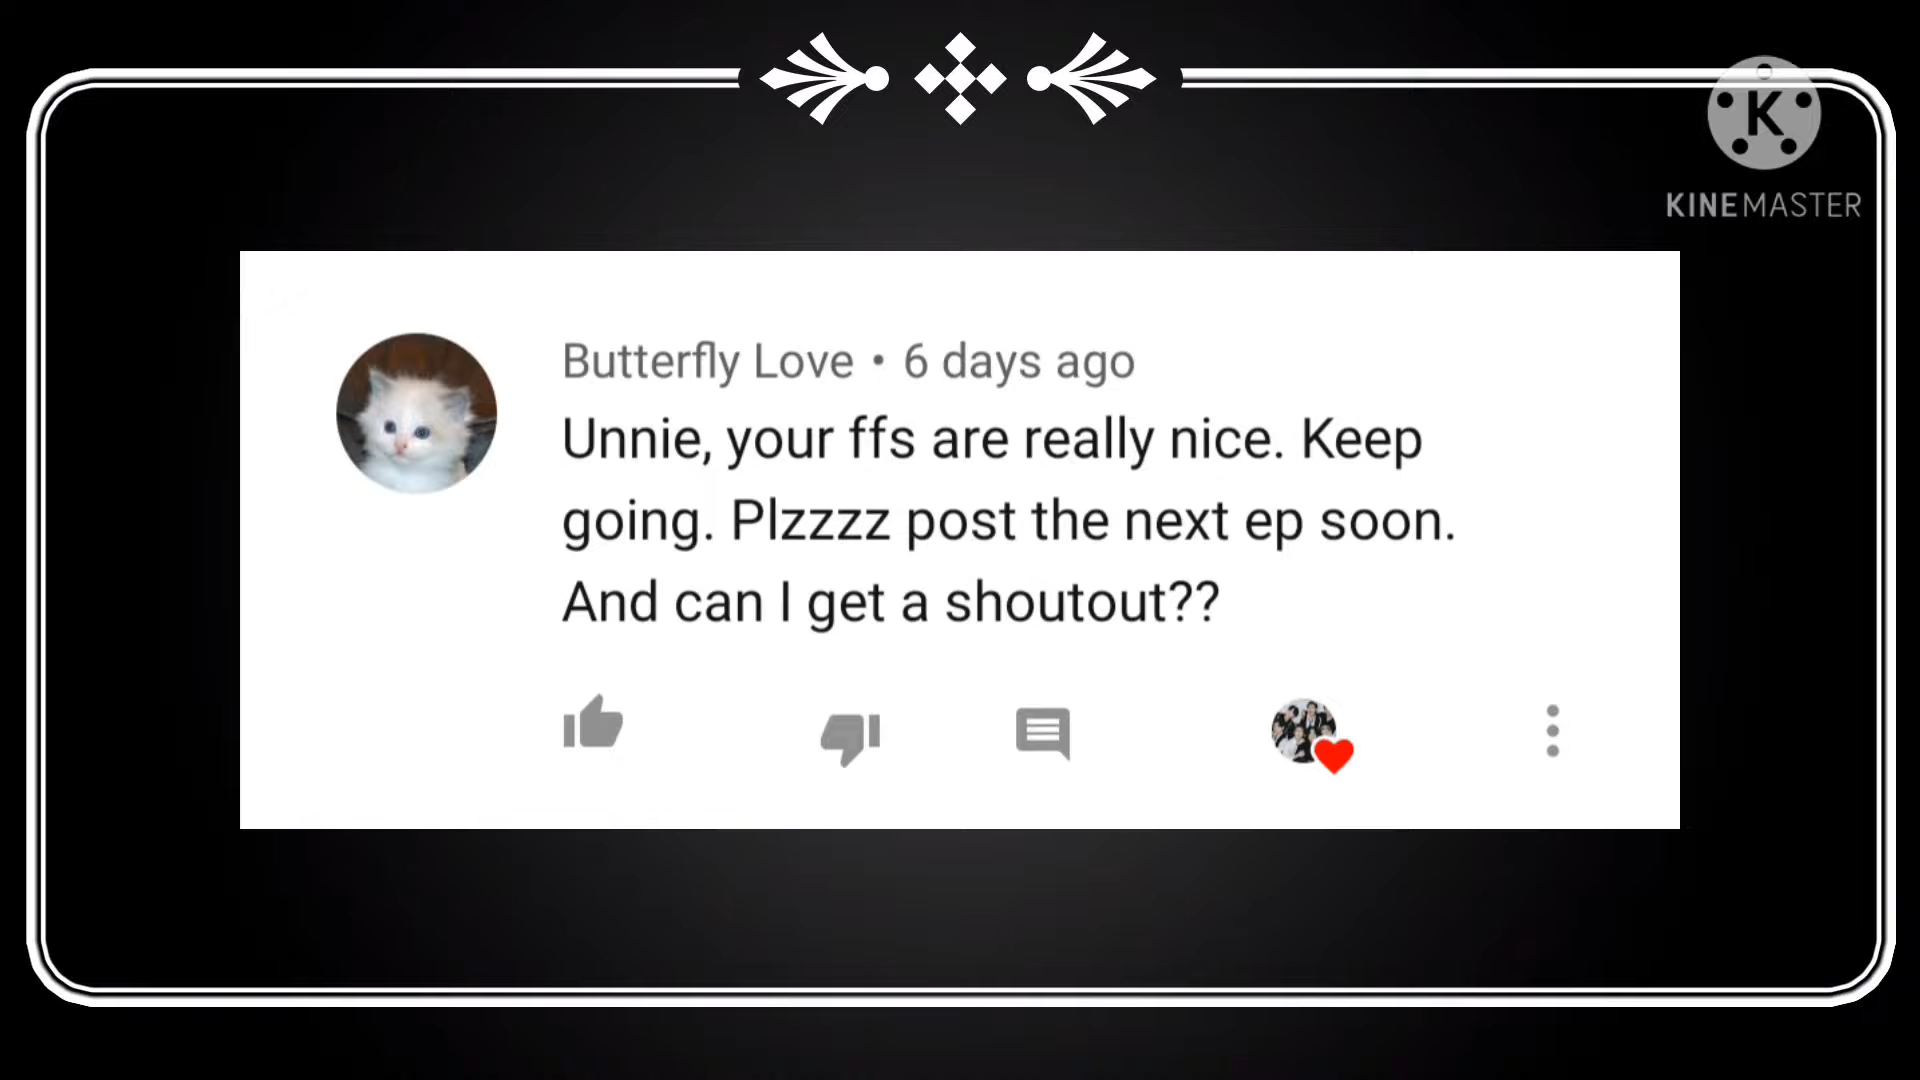 K
KINEMASTER
Butterfly Love • 6 days ago
Unnie, your ffs are really nice. Keep
going. Plzzzz post the next ep soon.
And can I get a shoutout??